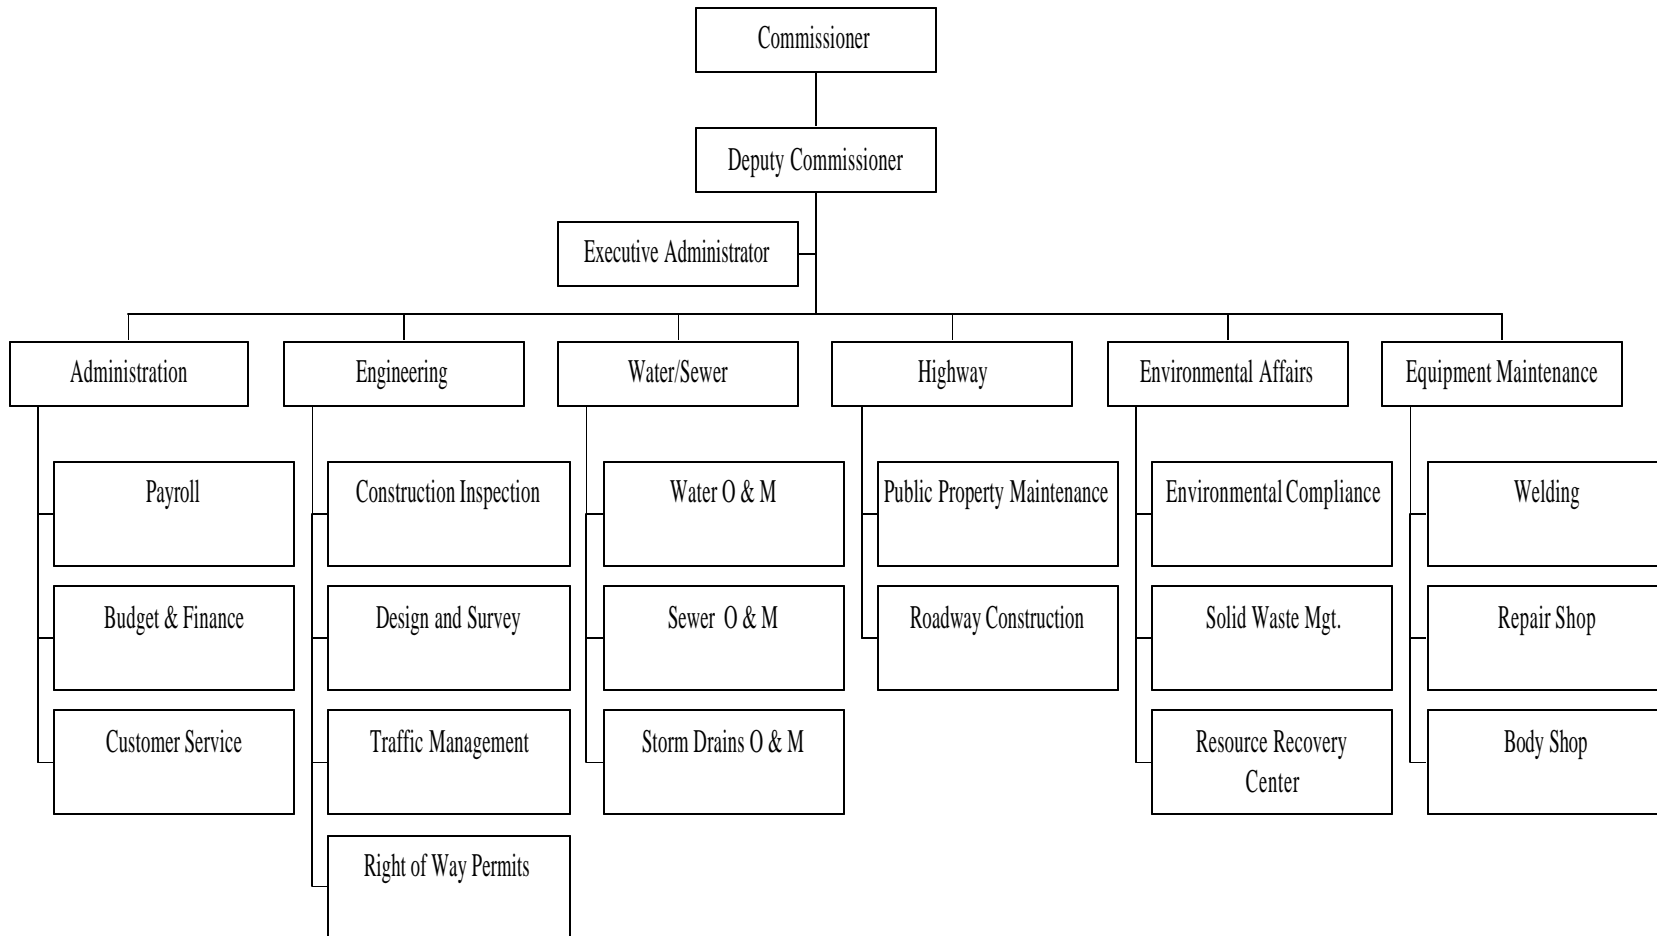 Commissioner
Deputy Commissioner
Executive Administrator
Administration
Engineering
Water/Sewer
Highway
Environmental Affairs
Equipment Maintenance
Payroll
Construction Inspection
Water O & M
Public Property Maintenance
Environmental Compliance
Welding
Budget & Finance
Design and Survey
Sewer O & M
Roadway Construction
Solid Waste Mgt.
Repair Shop
Customer Service
Traffic Management
Storm Drains O & M
Resource Recovery
Center
Body Shop
Right of Way Permits